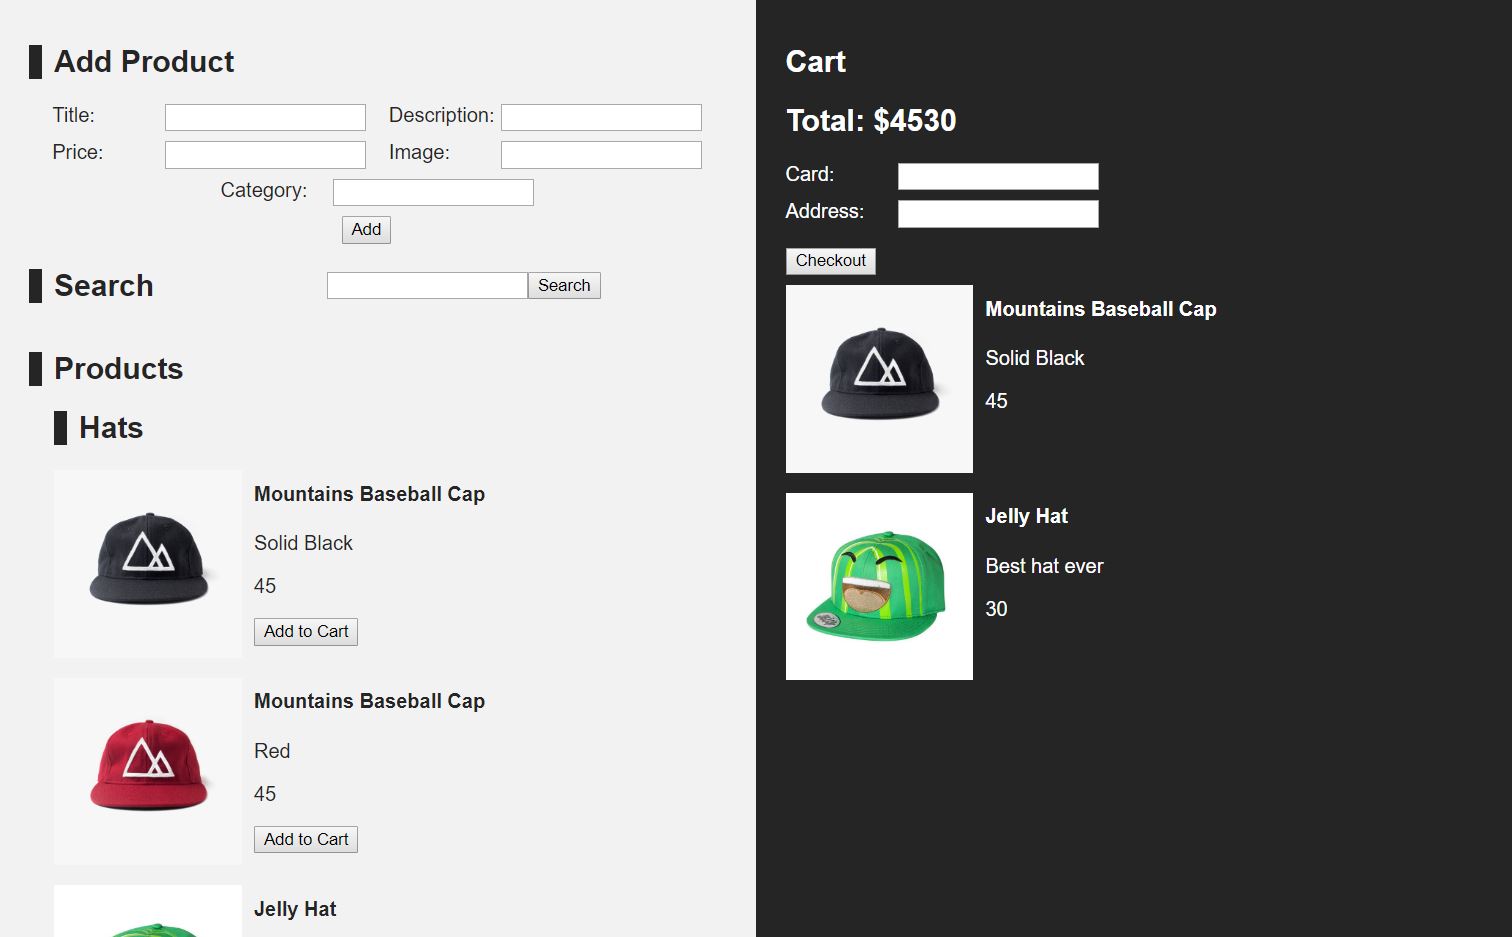 Add Product
Title:
Description:
Price:
Image:
Category:
Add
Search
Search
Products
Hats
Mountains Baseball Cap
Solid Black
45
Add to Cart
Mountains Baseball Cap
Red
45
Add to Cart
Jelly Hat
Cart
Total: $4530
Card:
Address:
Checkout
Mountains Baseball Cap
Solid Black
45
Jelly Hat
Best hat ever
30